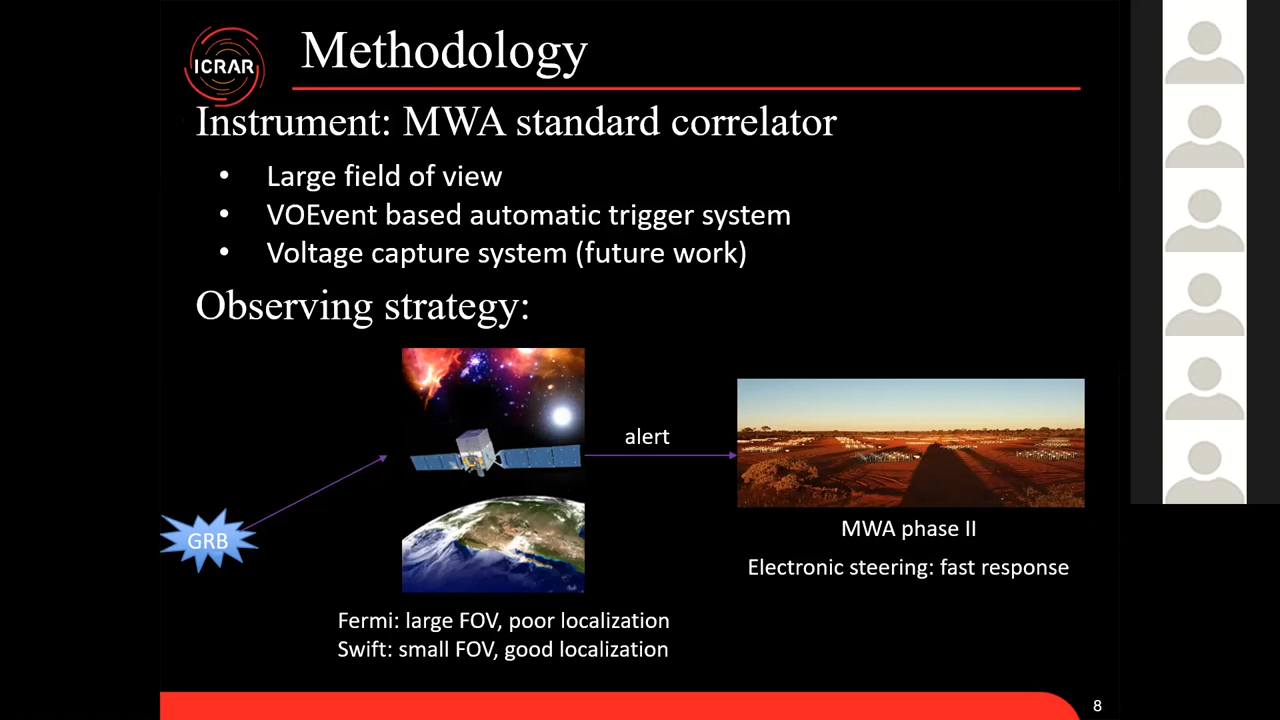 ICRAR
Methodology
Instrument: MWA standard correlator
• Large field of view
• VOEvent based automatic trigger system
• Voltage capture system (future work)
Observing strategy:
alert
GRB
MWA phase II
Electronic steering: fast response
Fermi: large FOV, poor localization
Swift: small FOV, good localization
8